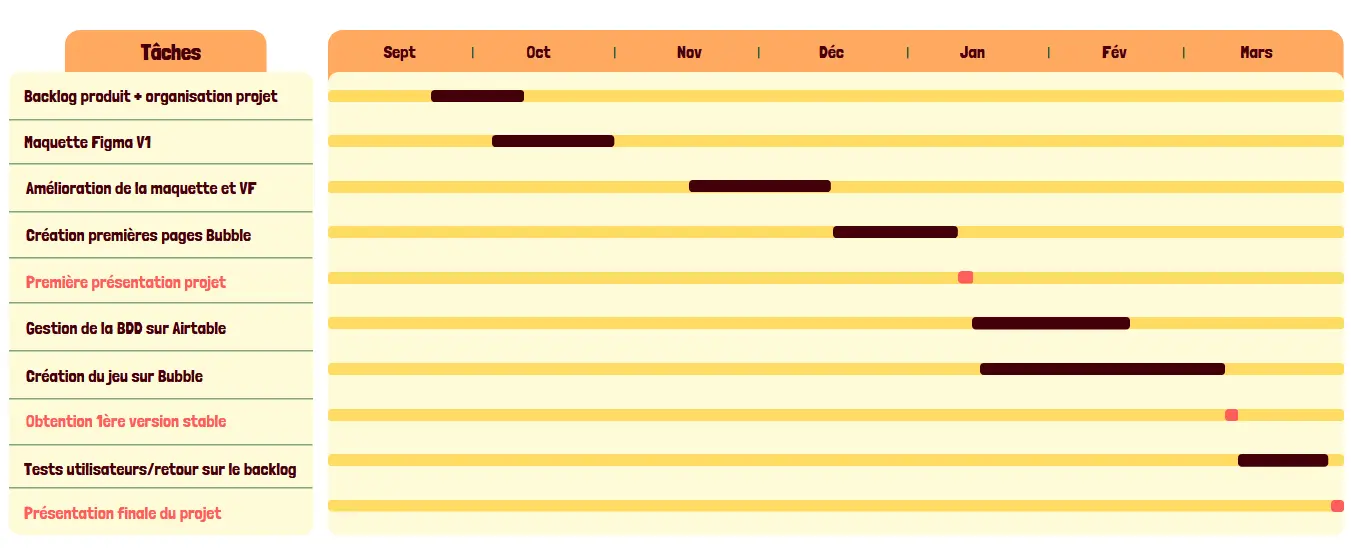 Tâches
Sept | Oct | Nov | Déc | Jan | Fév | Mars
Backlog produit + organisation projet
Maquette Figma V1
Amélioration de la maquette et VF
Création premières pages Bubble
Première présentation projet
Gestion de la BDD sur Airtable
Création du jeu sur Bubble
Obtention 1ère version stable
Tests utilisateurs/retour sur le backlog
Présentation finale du projet